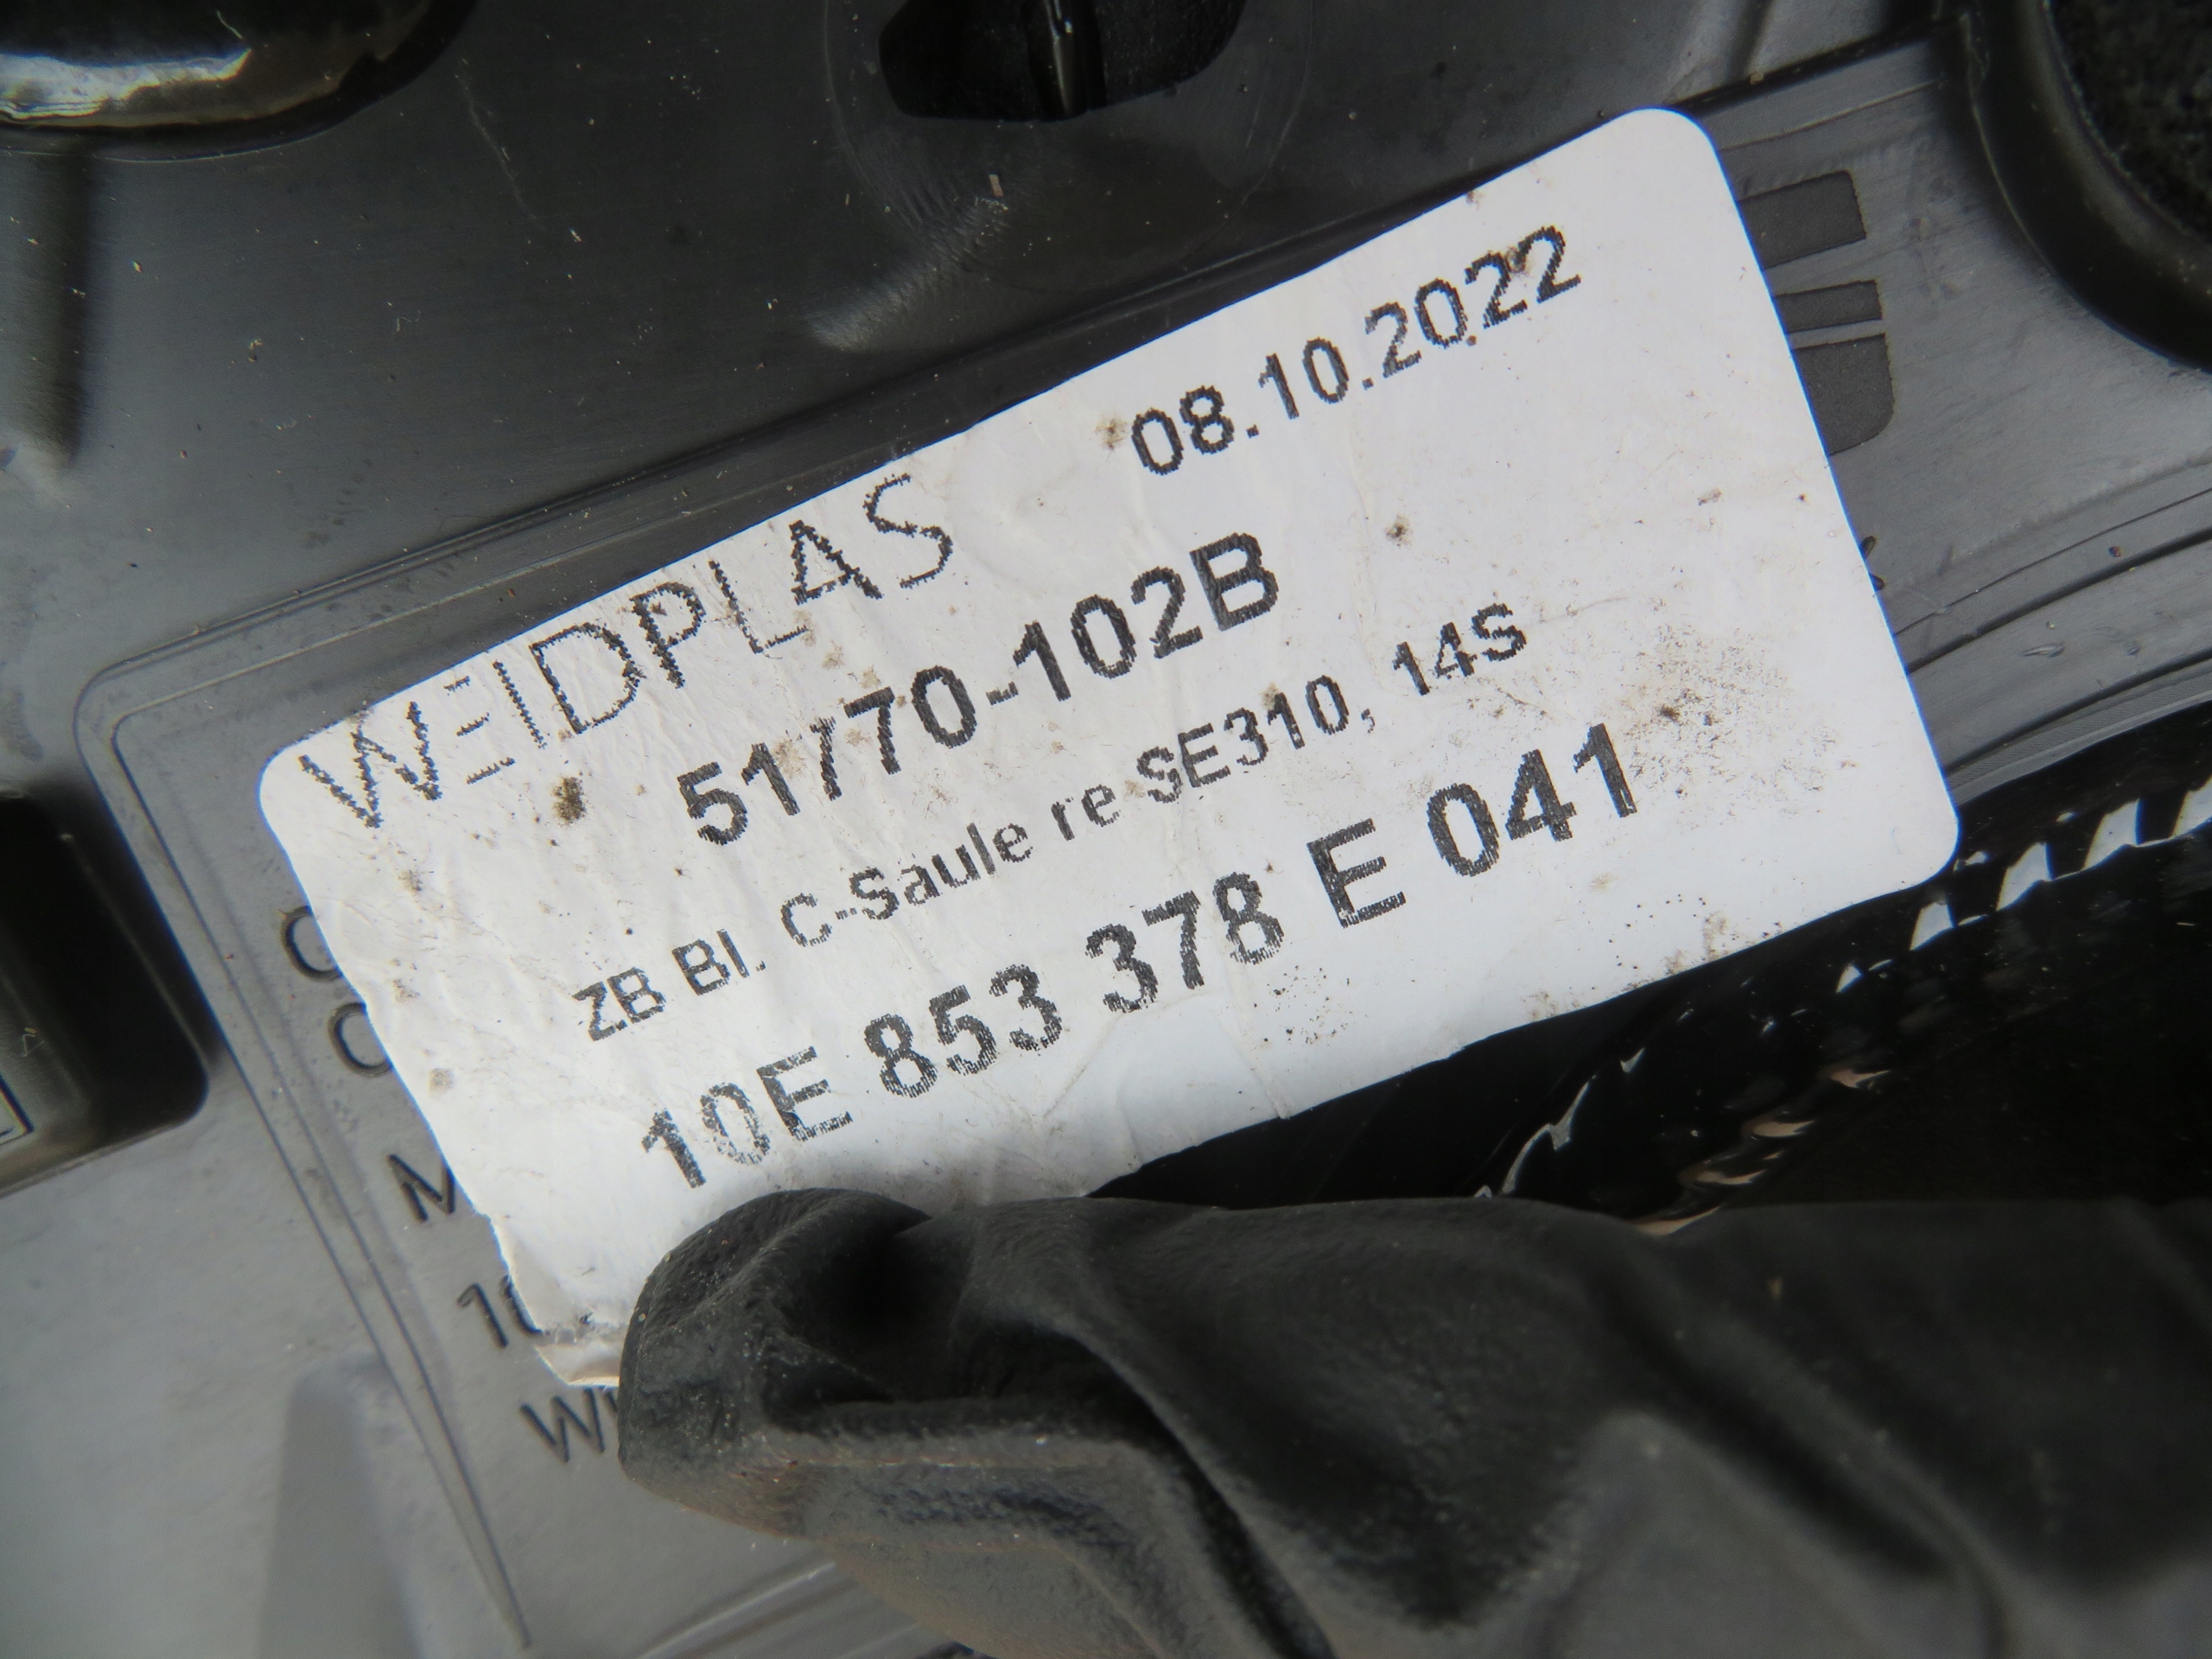 WEIDPLAS 08.10.2022
51770-102B
ZB Bl. C-Saule re SE310, 14S
10E 853 378 E 041